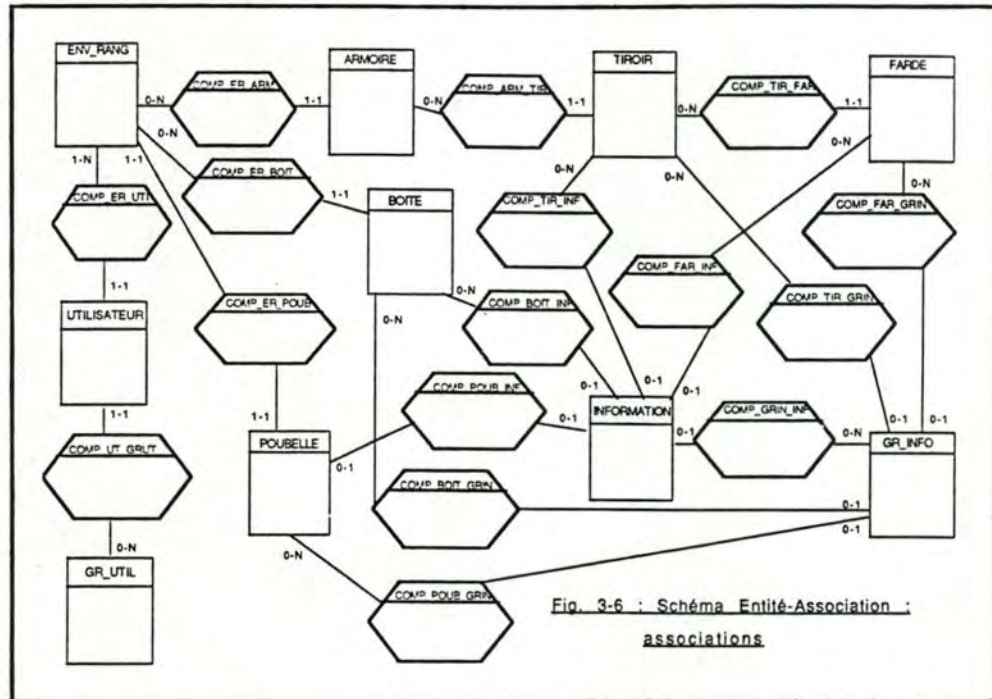 ENV_RANG
ARMOIRE
TIROIR
FARDE
COMP_ER_ARM
COMP_ARM_TIR
COMP_TIR_FAR
0-N
1-1
0-N
1-1
0-N
1-1
0-N
1-N
1-1
COMP_ER_BOIT
1-1
BOITE
0-N
0-N
0-N
0-N
COMP_ER_UTI
COMP_TIR_INF
COMP_FAR_GRIN
COMP_FAR_INF
1-1
UTILISATEUR
COMP_ER_POUB
0-N
COMP_BOIT_INF
COMP_TIR_GRIN
0-N
1-1
1-1
COMP_POUR_INF
0-1
0-1
0-1
0-1
0-1
INFORMATION
COMP_GRIN_INF
POUBELLE
0-1
0-1
0-N
GR_INFO
COMP_UT_GRUT
0-1
COMP_BOIT_GRIN
0-1
0-1
0-N
GR_UTIL
0-N
COMP_POUB_GRIN
Fig. 3-6 : Schéma Entité-Association :
associations